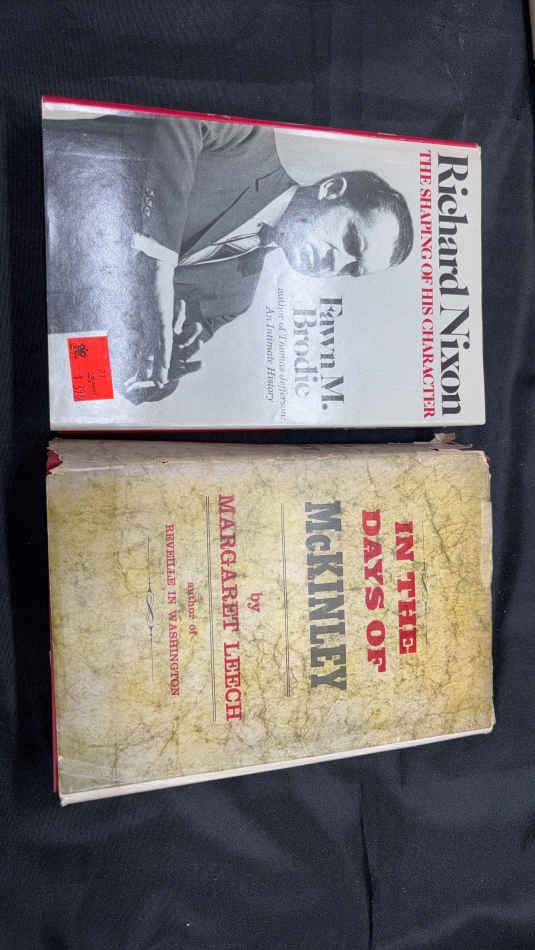 Richard Nixon
THE SHAPING OF HIS CHARACTER
Fawn M.
Brodie
author of Thomas Jefferson:
An Intimate History
IN THE
DAYS OF
McKINLEY
by
MARGARET LEECH
author of
REVEILLE IN WASHINGTON